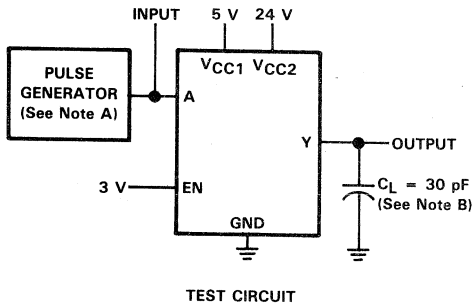 INPUT 5 V 24 V
PULSE
GENERATOR
(See Note A)
VCC1 VCC2
A
Y
OUTPUT
3 V
EN
CL = 30 pF
(See Note B)
GND
TEST CIRCUIT